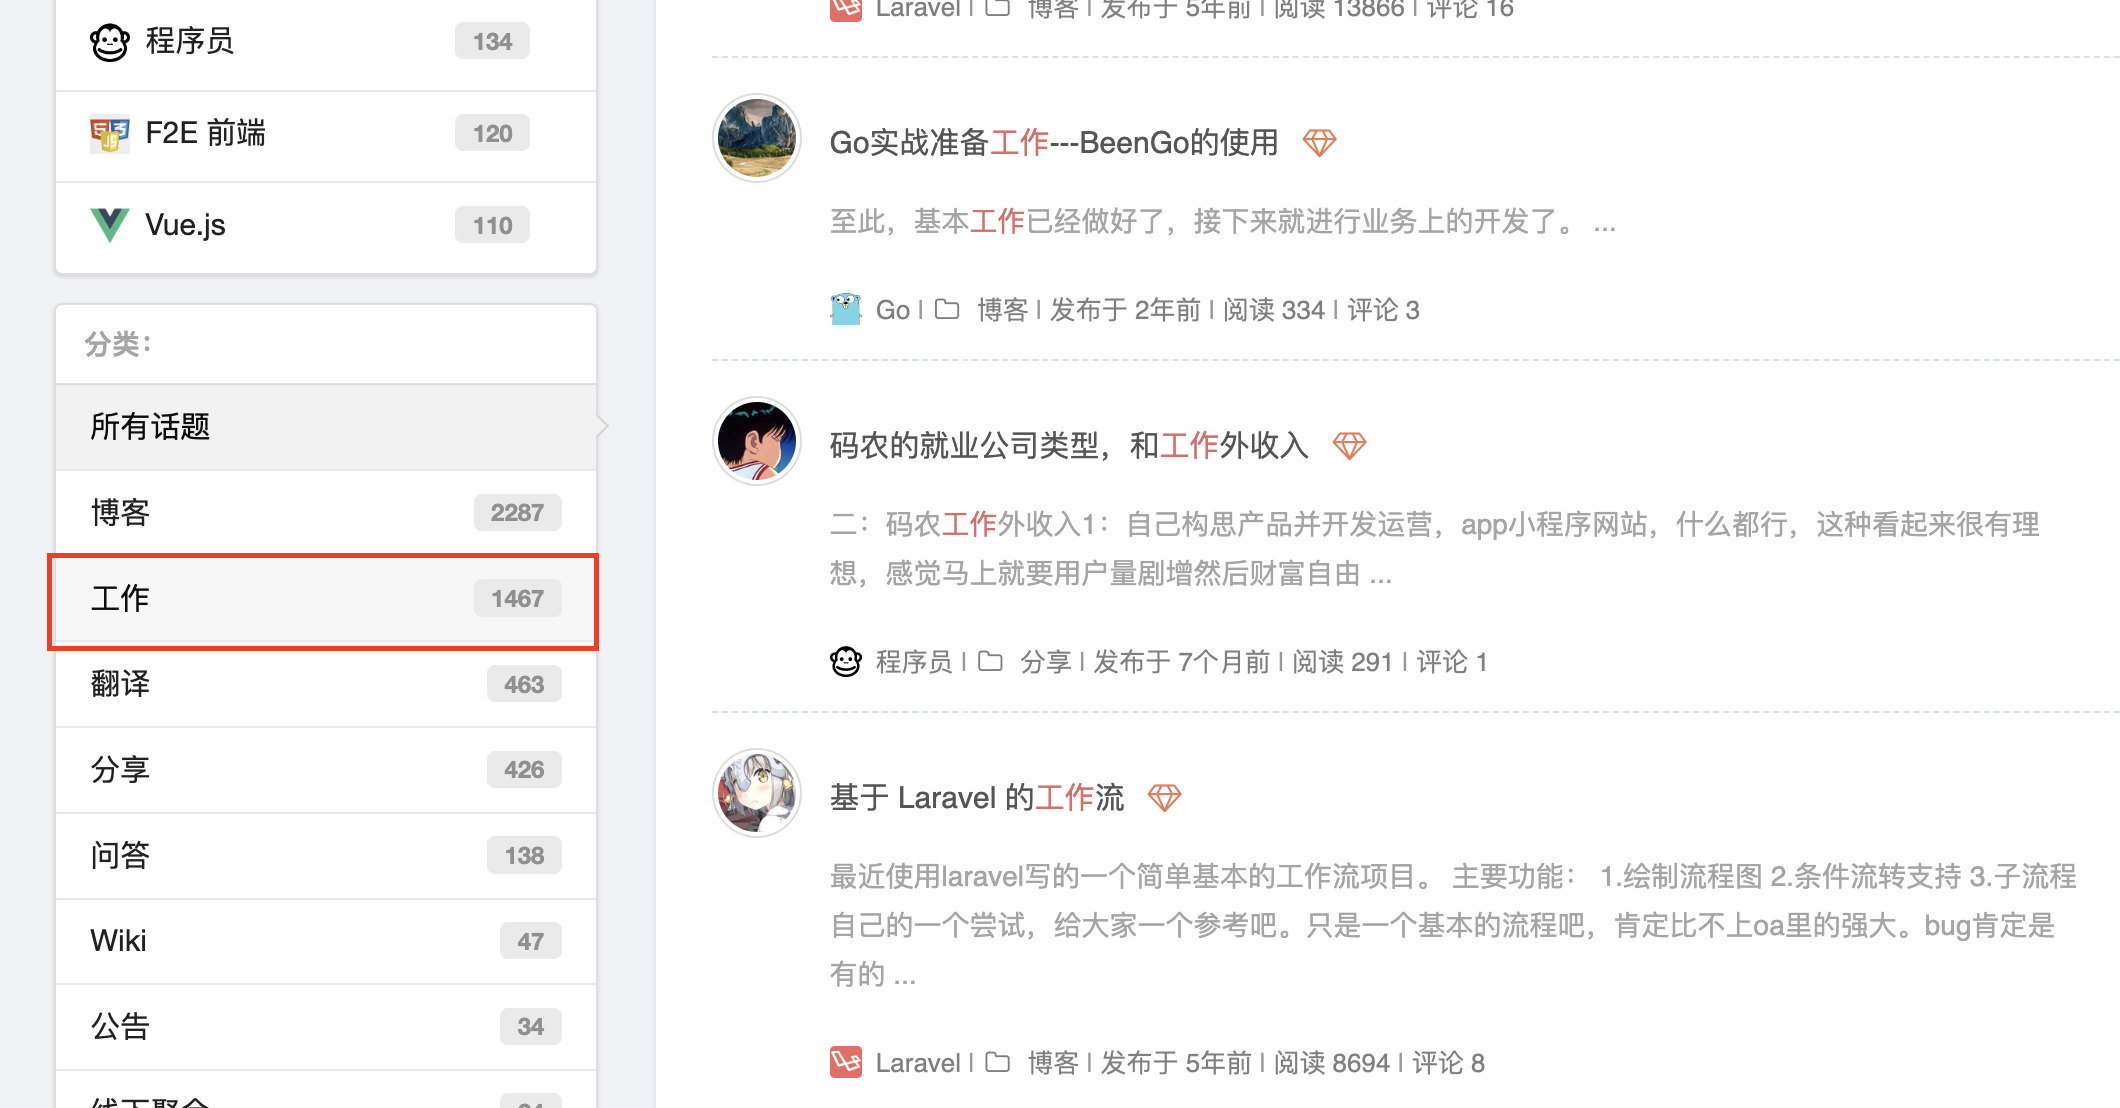 程序员 134
F2E 前端 120
Vue.js 110
分类：
所有话题
博客 2287
工作 1467
翻译 463
分享 426
问答 138
Wiki 47
公告 34
Laravel | 博客 | 发布于 5年前 | 阅读 13866 | 评论 16
Go实战准备工作---BeenGo的使用
至此，基本工作已经做好了，接下来就进行业务上的开发了。 ...
Go | 博客 | 发布于 2年前 | 阅读 334 | 评论 3
码农的就业公司类型，和工作外收入
二：码农工作外收入1：自己构思产品并开发运营，app小程序网站，什么都行，这种看起来很有理
想，感觉马上就要用户量剧增然后财富自由 ...
程序员 | 分享 | 发布于 7个月前 | 阅读 291 | 评论 1
基于 Laravel 的工作流
最近使用laravel写的一个简单基本的工作流项目。 主要功能： 1.绘制流程图 2.条件流转支持 3.子流程
自己的一个尝试，给大家一个参考吧。只是一个基本的流程吧，肯定比不上oa里的强大。bug肯定是
有的 ...
Laravel | 博客 | 发布于 5年前 | 阅读 8694 | 评论 8